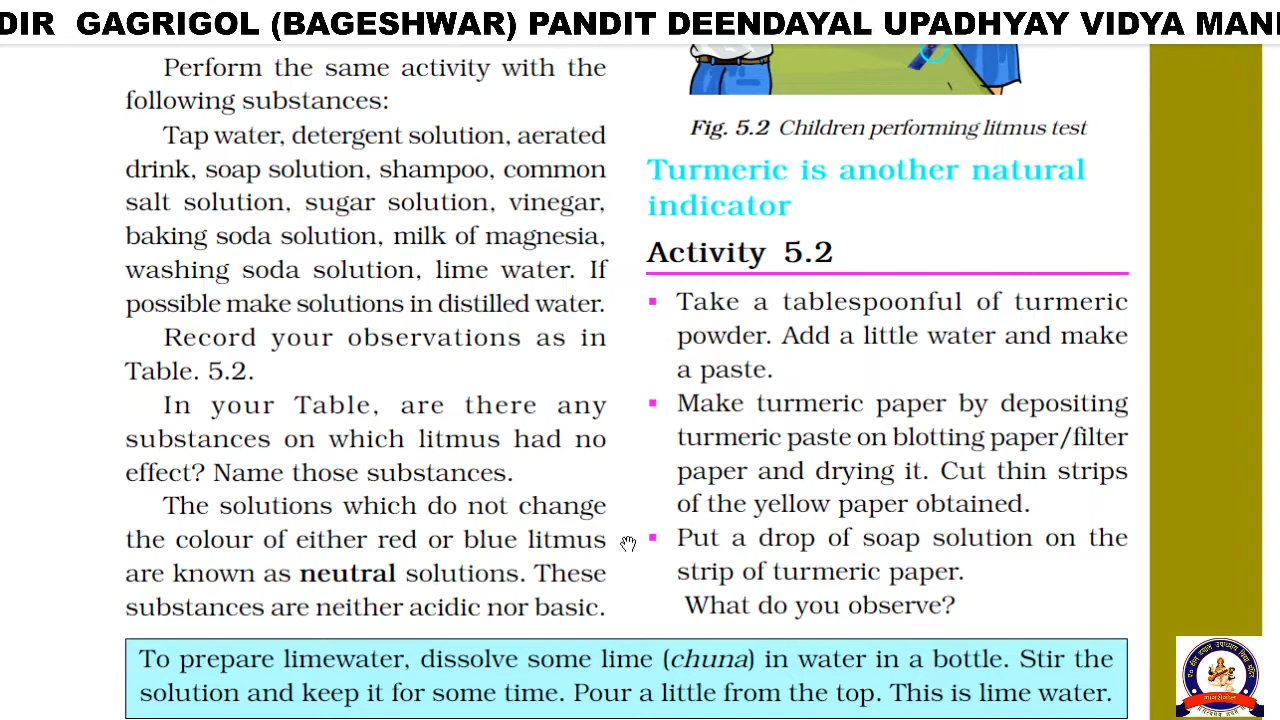 DIR GAGRIGOL (BAGESHWAR) PANDIT DEENDAYAL UPADHYAY VIDYA MAN
Perform the same activity with the
following substances:
Tap water, detergent solution, aerated
drink, soap solution, shampoo, common
salt solution, sugar solution, vinegar,
baking soda solution, milk of magnesia,
washing soda solution, lime water. If
possible make solutions in distilled water.
Record your observations as in
Table. 5.2.
In your Table, are there any
substances on which litmus had no
effect? Name those substances.
The solutions which do not change
the colour of either red or blue litmus
are known as neutral solutions. These
substances are neither acidic nor basic.
Fig. 5.2 Children performing litmus test
Turmeric is another natural
indicator
Activity 5.2
▪ Take a tablespoonful of turmeric
powder. Add a little water and make
a paste.
▪ Make turmeric paper by depositing
turmeric paste on blotting paper/filter
paper and drying it. Cut thin strips
of the yellow paper obtained.
▪ Put a drop of soap solution on the
strip of turmeric paper.
What do you observe?
To prepare limewater, dissolve some lime (chuna) in water in a bottle. Stir the
solution and keep it for some time. Pour a little from the top. This is lime water.